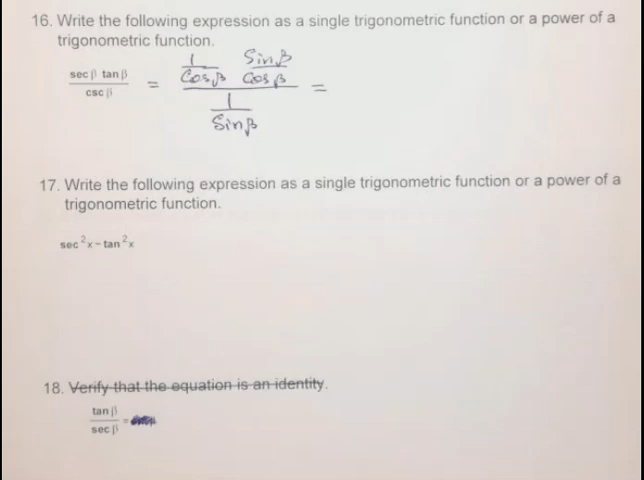 16. Write the following expression as a single trigonometric function or a power of a
trigonometric function.
sec β tan β / csc β = (1/Cos β · Sin β/Cos β) / (1/Sin β) =
17. Write the following expression as a single trigonometric function or a power of a
trigonometric function.
sec²x - tan²x
18. Verify that the equation is an identity.
tan β / sec β =